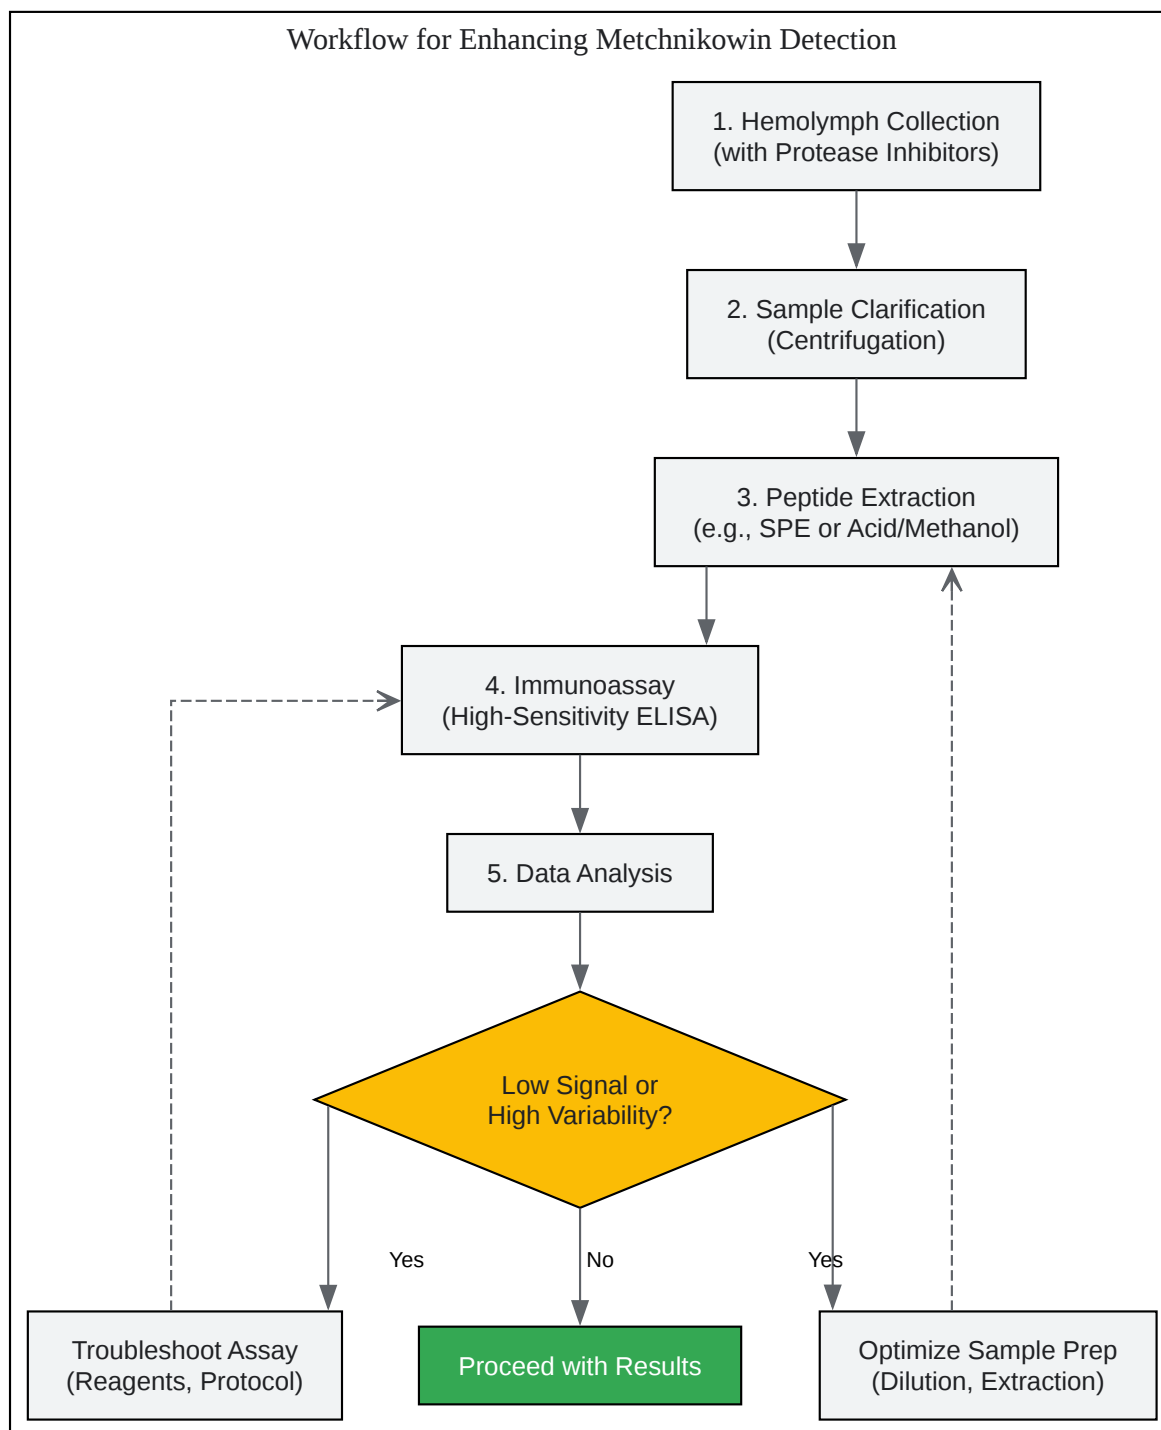 Workflow for Enhancing Metchnikowin Detection
1. Hemolymph Collection
(with Protease Inhibitors)
2. Sample Clarification
(Centrifugation)
3. Peptide Extraction
(e.g., SPE or Acid/Methanol)
4. Immunoassay
(High-Sensitivity ELISA)
5. Data Analysis
Low Signal or
High Variability?
Yes
No
Yes
Troubleshoot Assay
(Reagents, Protocol)
Proceed with Results
Optimize Sample Prep
(Dilution, Extraction)